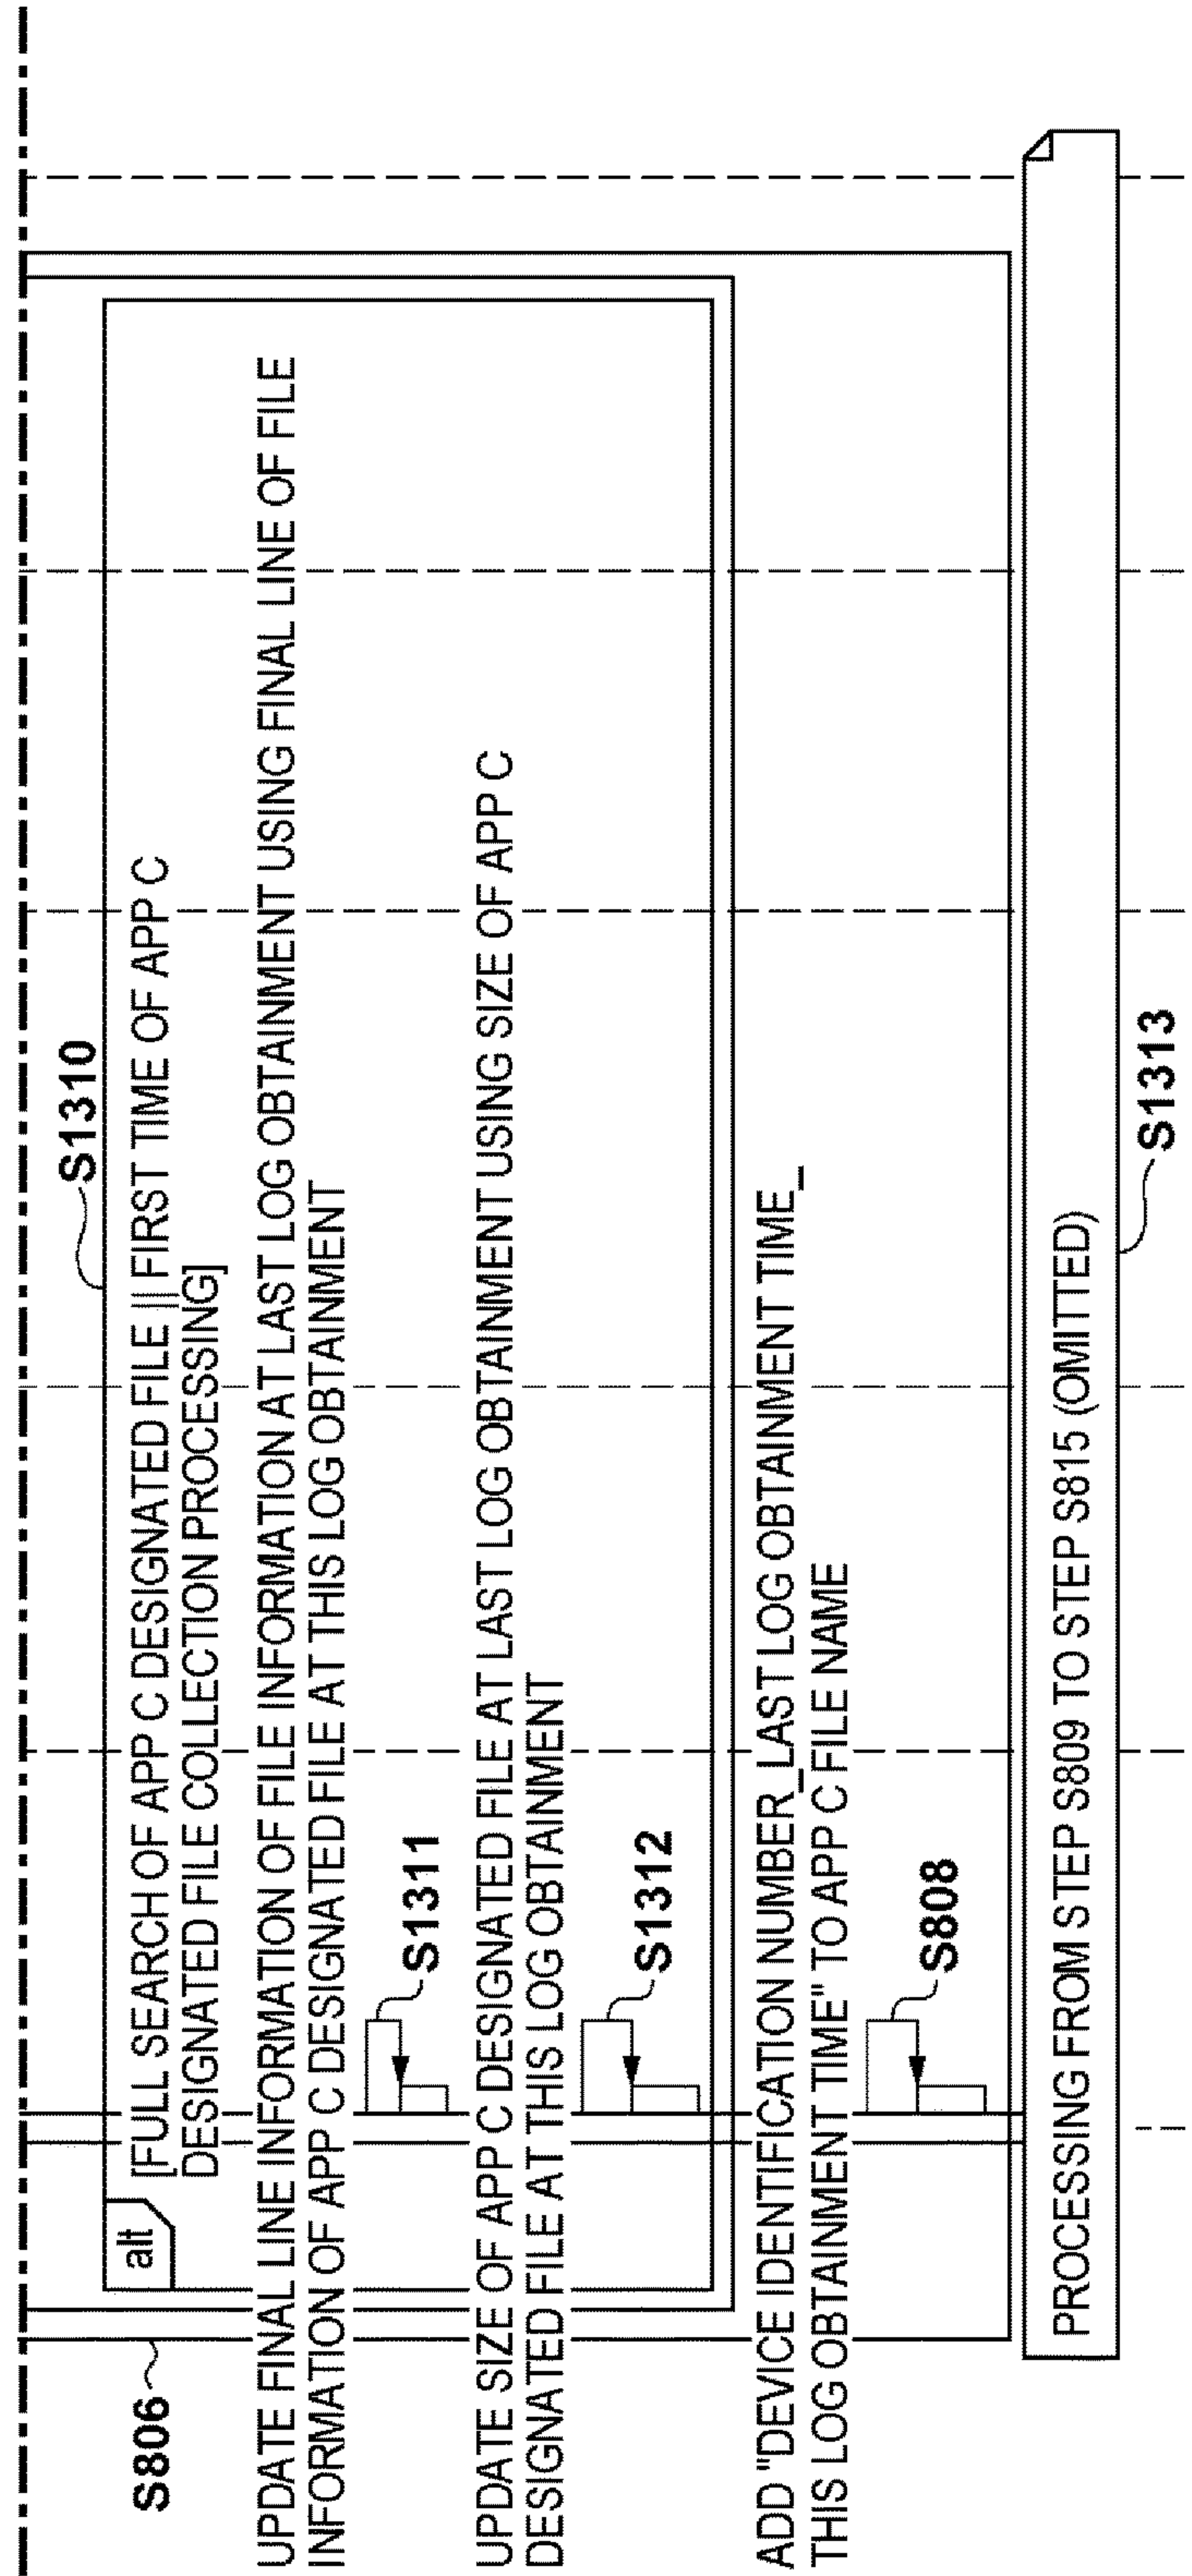 S1310
S806
alt
[FULL SEARCH OF APP C DESIGNATED FILE || FIRST TIME OF APP C
DESIGNATED FILE COLLECTION PROCESSING]
UPDATE FINAL LINE INFORMATION OF FILE INFORMATION AT LAST LOG OBTAINMENT USING FINAL LINE OF FILE
INFORMATION OF APP C DESIGNATED FILE AT THIS LOG OBTAINMENT
S1311
UPDATE SIZE OF APP C DESIGNATED FILE AT LAST LOG OBTAINMENT USING SIZE OF APP C
DESIGNATED FILE AT THIS LOG OBTAINMENT
S1312
ADD "DEVICE IDENTIFICATION NUMBER_LAST LOG OBTAINMENT TIME_
THIS LOG OBTAINMENT TIME" TO APP C FILE NAME
S808
PROCESSING FROM STEP S809 TO STEP S815 (OMITTED)
S1313